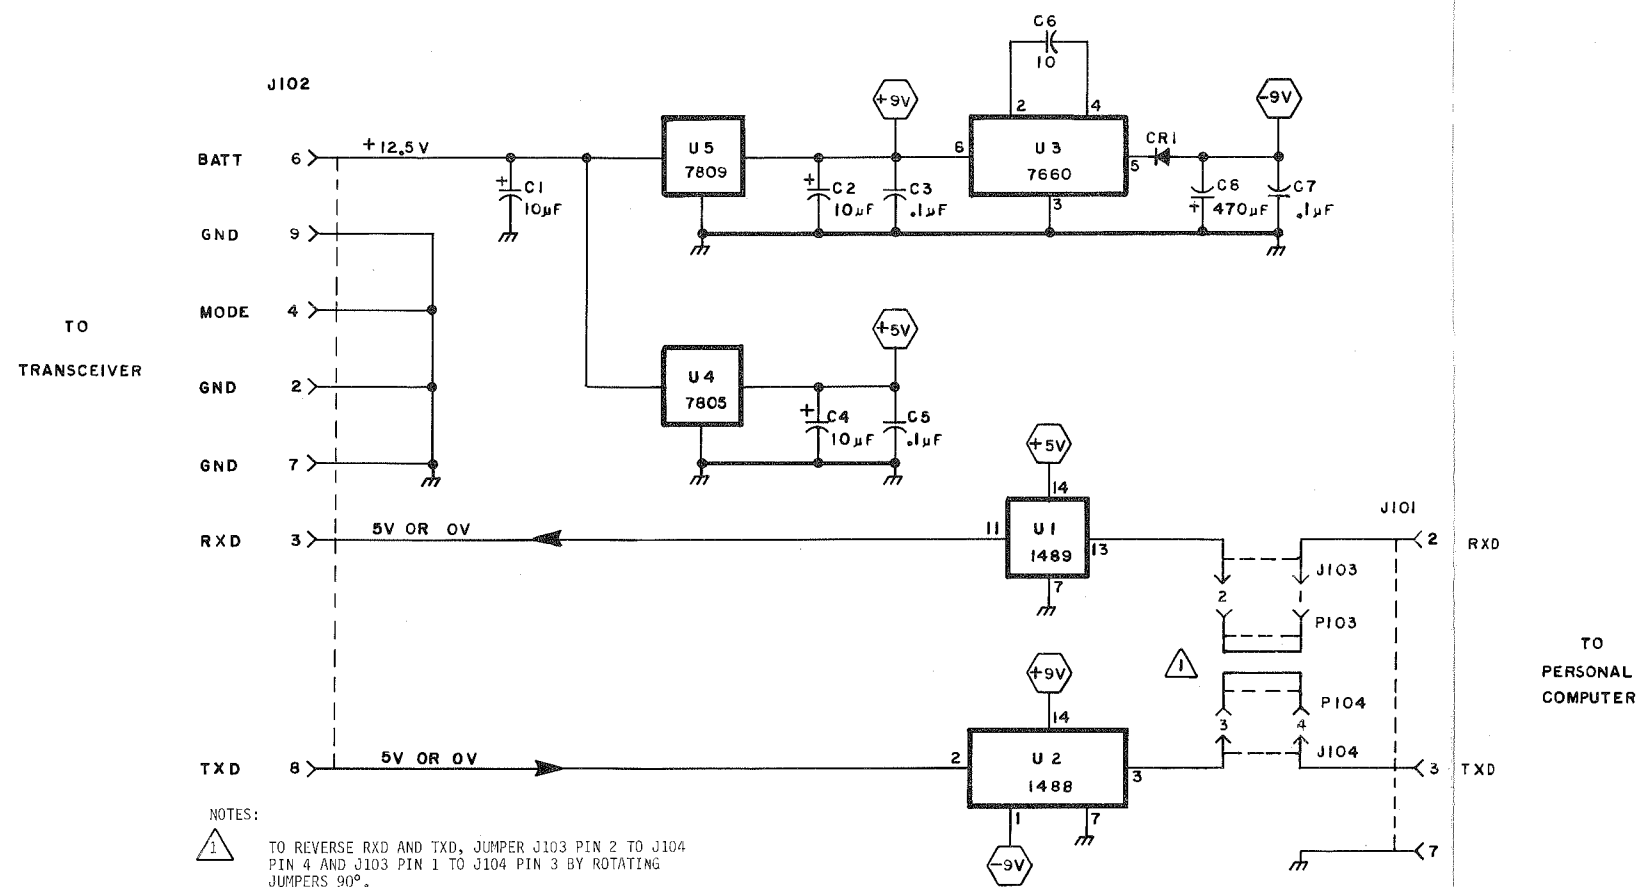 C6
10
J102
+9V
-9V
2 4
BATT 6 +12.5V
U5
7809
6
U3
7660
5
CR1
3
+ C1
10µF
+ C2
10µF
C3
.1µF
C8
+ 470µF
C7
.1µF
GND 9
MODE 4
TO
TRANSCEIVER
+5V
GND 2
U4
7805
+ C4
10µF
C5
.1µF
GND 7
+5V
14
RXD 3 5V OR 0V
11
U1
1489
13
7
J101
2 RXD
J103
2 1
P103
1
TO
PERSONAL
COMPUTER
+9V
14
P104
3 4
J104
TXD 8 5V OR 0V
2
U2
1488
3
3 TXD
1 7
-9V
7
NOTES:
1 TO REVERSE RXD AND TXD, JUMPER J103 PIN 2 TO J104
PIN 4 AND J103 PIN 1 TO J104 PIN 3 BY ROTATING
JUMPERS 90°.